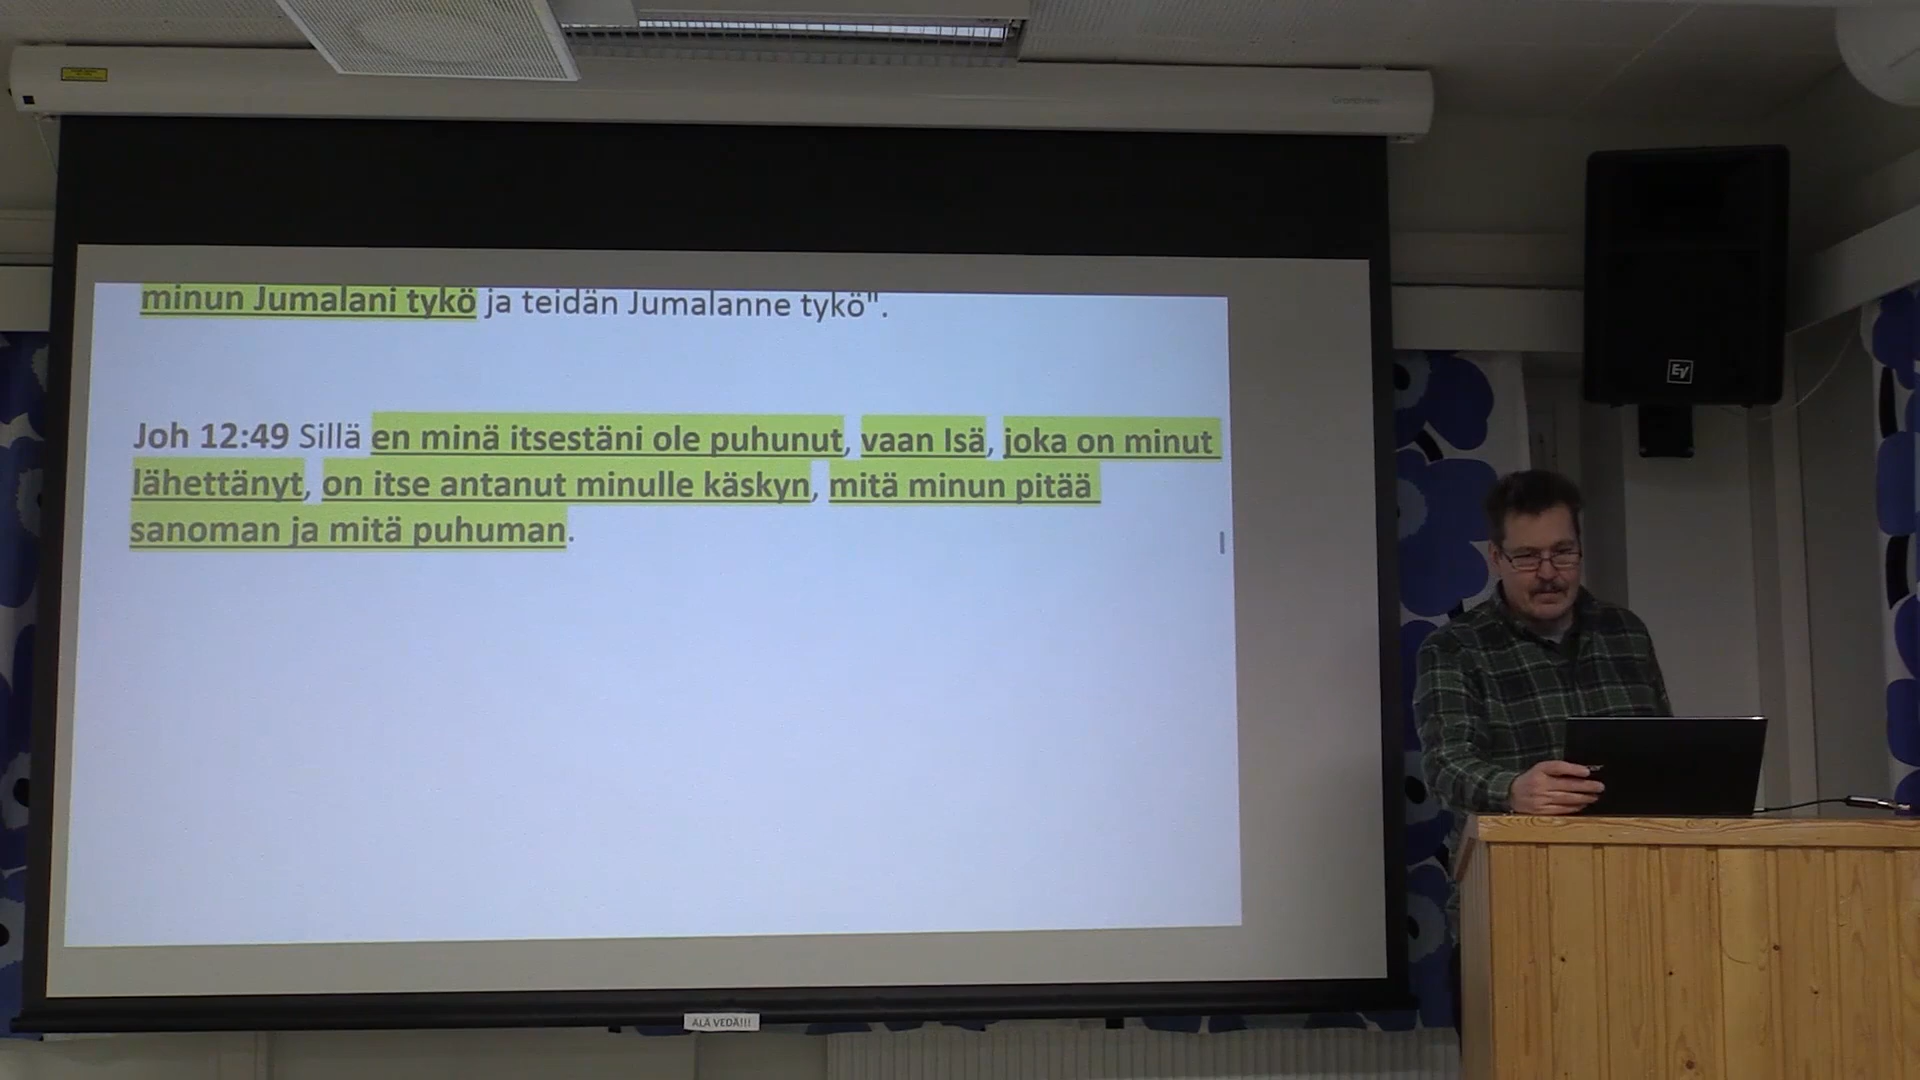 minun Jumalani tykö ja teidän Jumalanne tykö".
Joh 12:49 Sillä en minä itsestäni ole puhunut, vaan Isä, joka on minut
lähettänyt, on itse antanut minulle käskyn, mitä minun pitää
sanoman ja mitä puhuman.
EV
ÄLÄ VEDÄ!!!